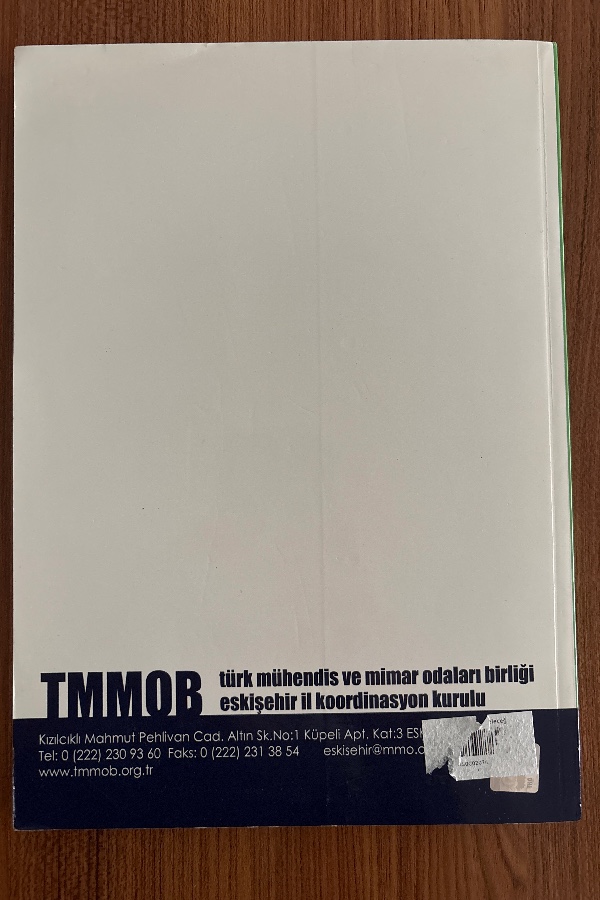 TMMOB
türk mühendis ve mimar odaları birliği
eskişehir il koordinasyon kurulu
Kızılcıklı Mahmut Pehlivan Cad. Altın Sk.No:1 Küpeli Apt. Kat:3
Tel: 0 (222) 230 93 60 Faks: 0 (222) 231 38 54 eskisehir@mmo.o
www.tmmob.org.tr